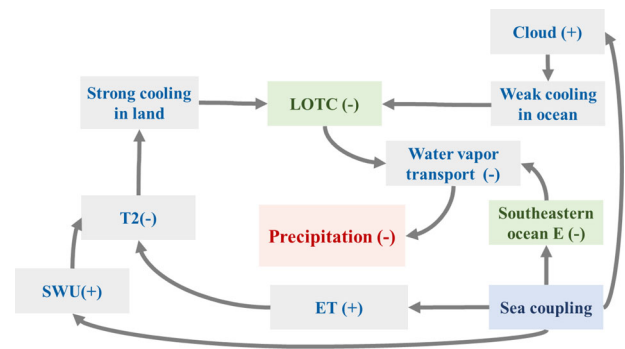 Cloud (+)
Strong cooling
in land
LOTC (-)
Weak cooling
in ocean
Water vapor
transport (-)
T2(-)
Precipitation (-)
Southeastern
ocean E (-)
SWU(+)
ET (+)
Sea coupling